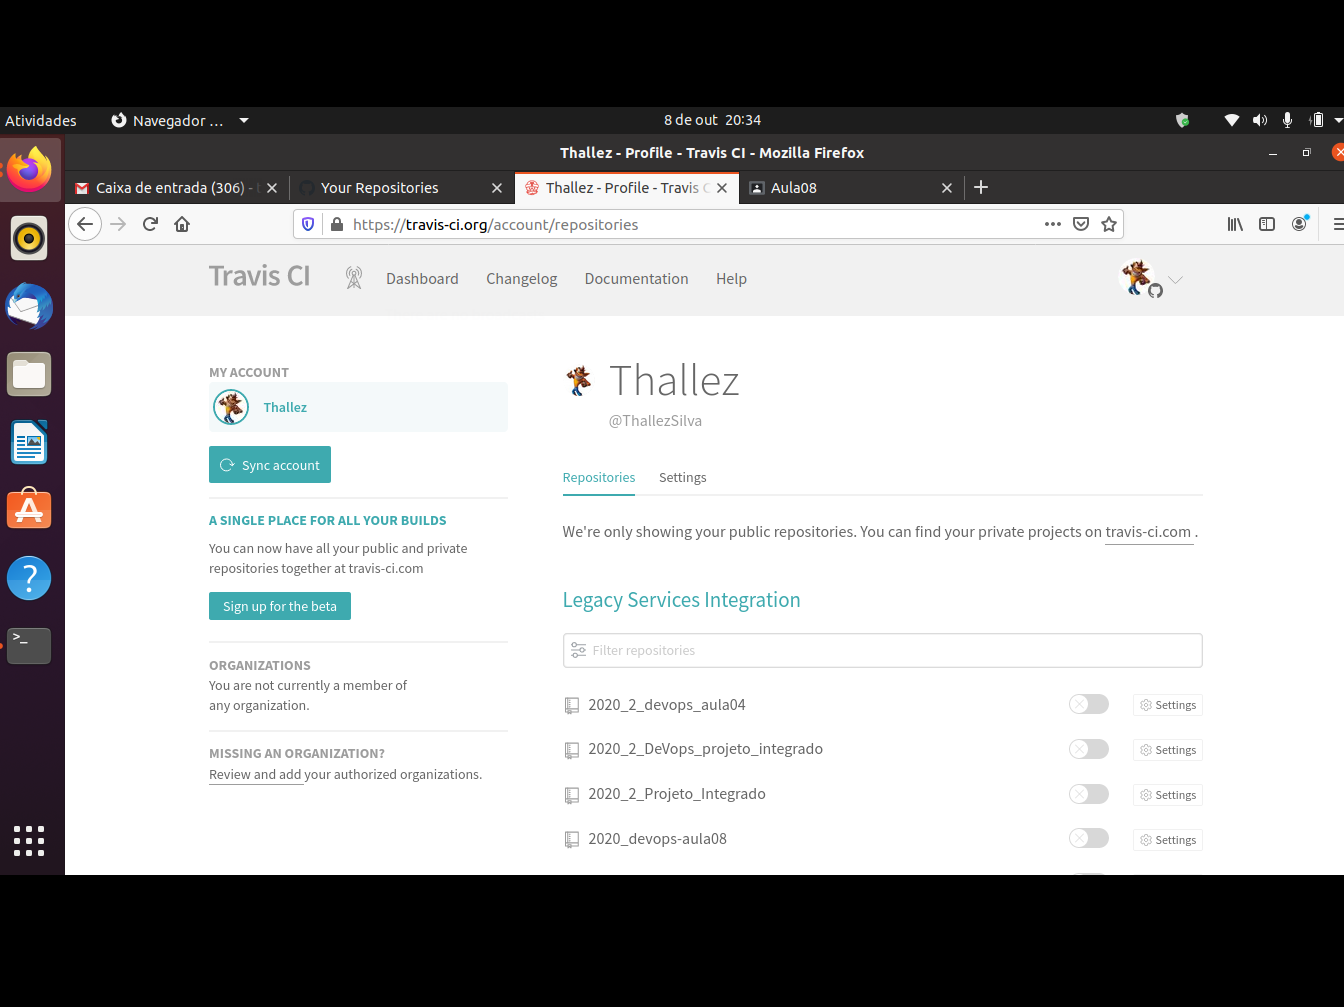 Atividades
Navegador ...
8 de out 20:34
Thallez - Profile - Travis CI - Mozilla Firefox
Caixa de entrada (306) - t
Your Repositories
Thallez - Profile - Travis C
Aula08
https://travis-ci.org/account/repositories
Travis CI
Dashboard
Changelog
Documentation
Help
MY ACCOUNT
Thallez
Sync account
A SINGLE PLACE FOR ALL YOUR BUILDS
You can now have all your public and private
repositories together at travis-ci.com
Sign up for the beta
ORGANIZATIONS
You are not currently a member of
any organization.
MISSING AN ORGANIZATION?
Review and add your authorized organizations.
Thallez
@ThallezSilva
Repositories
Settings
We're only showing your public repositories. You can find your private projects on travis-ci.com .
Legacy Services Integration
Filter repositories
2020_2_devops_aula04
Settings
2020_2_DeVops_projeto_integrado
Settings
2020_2_Projeto_Integrado
Settings
2020_devops-aula08
Settings